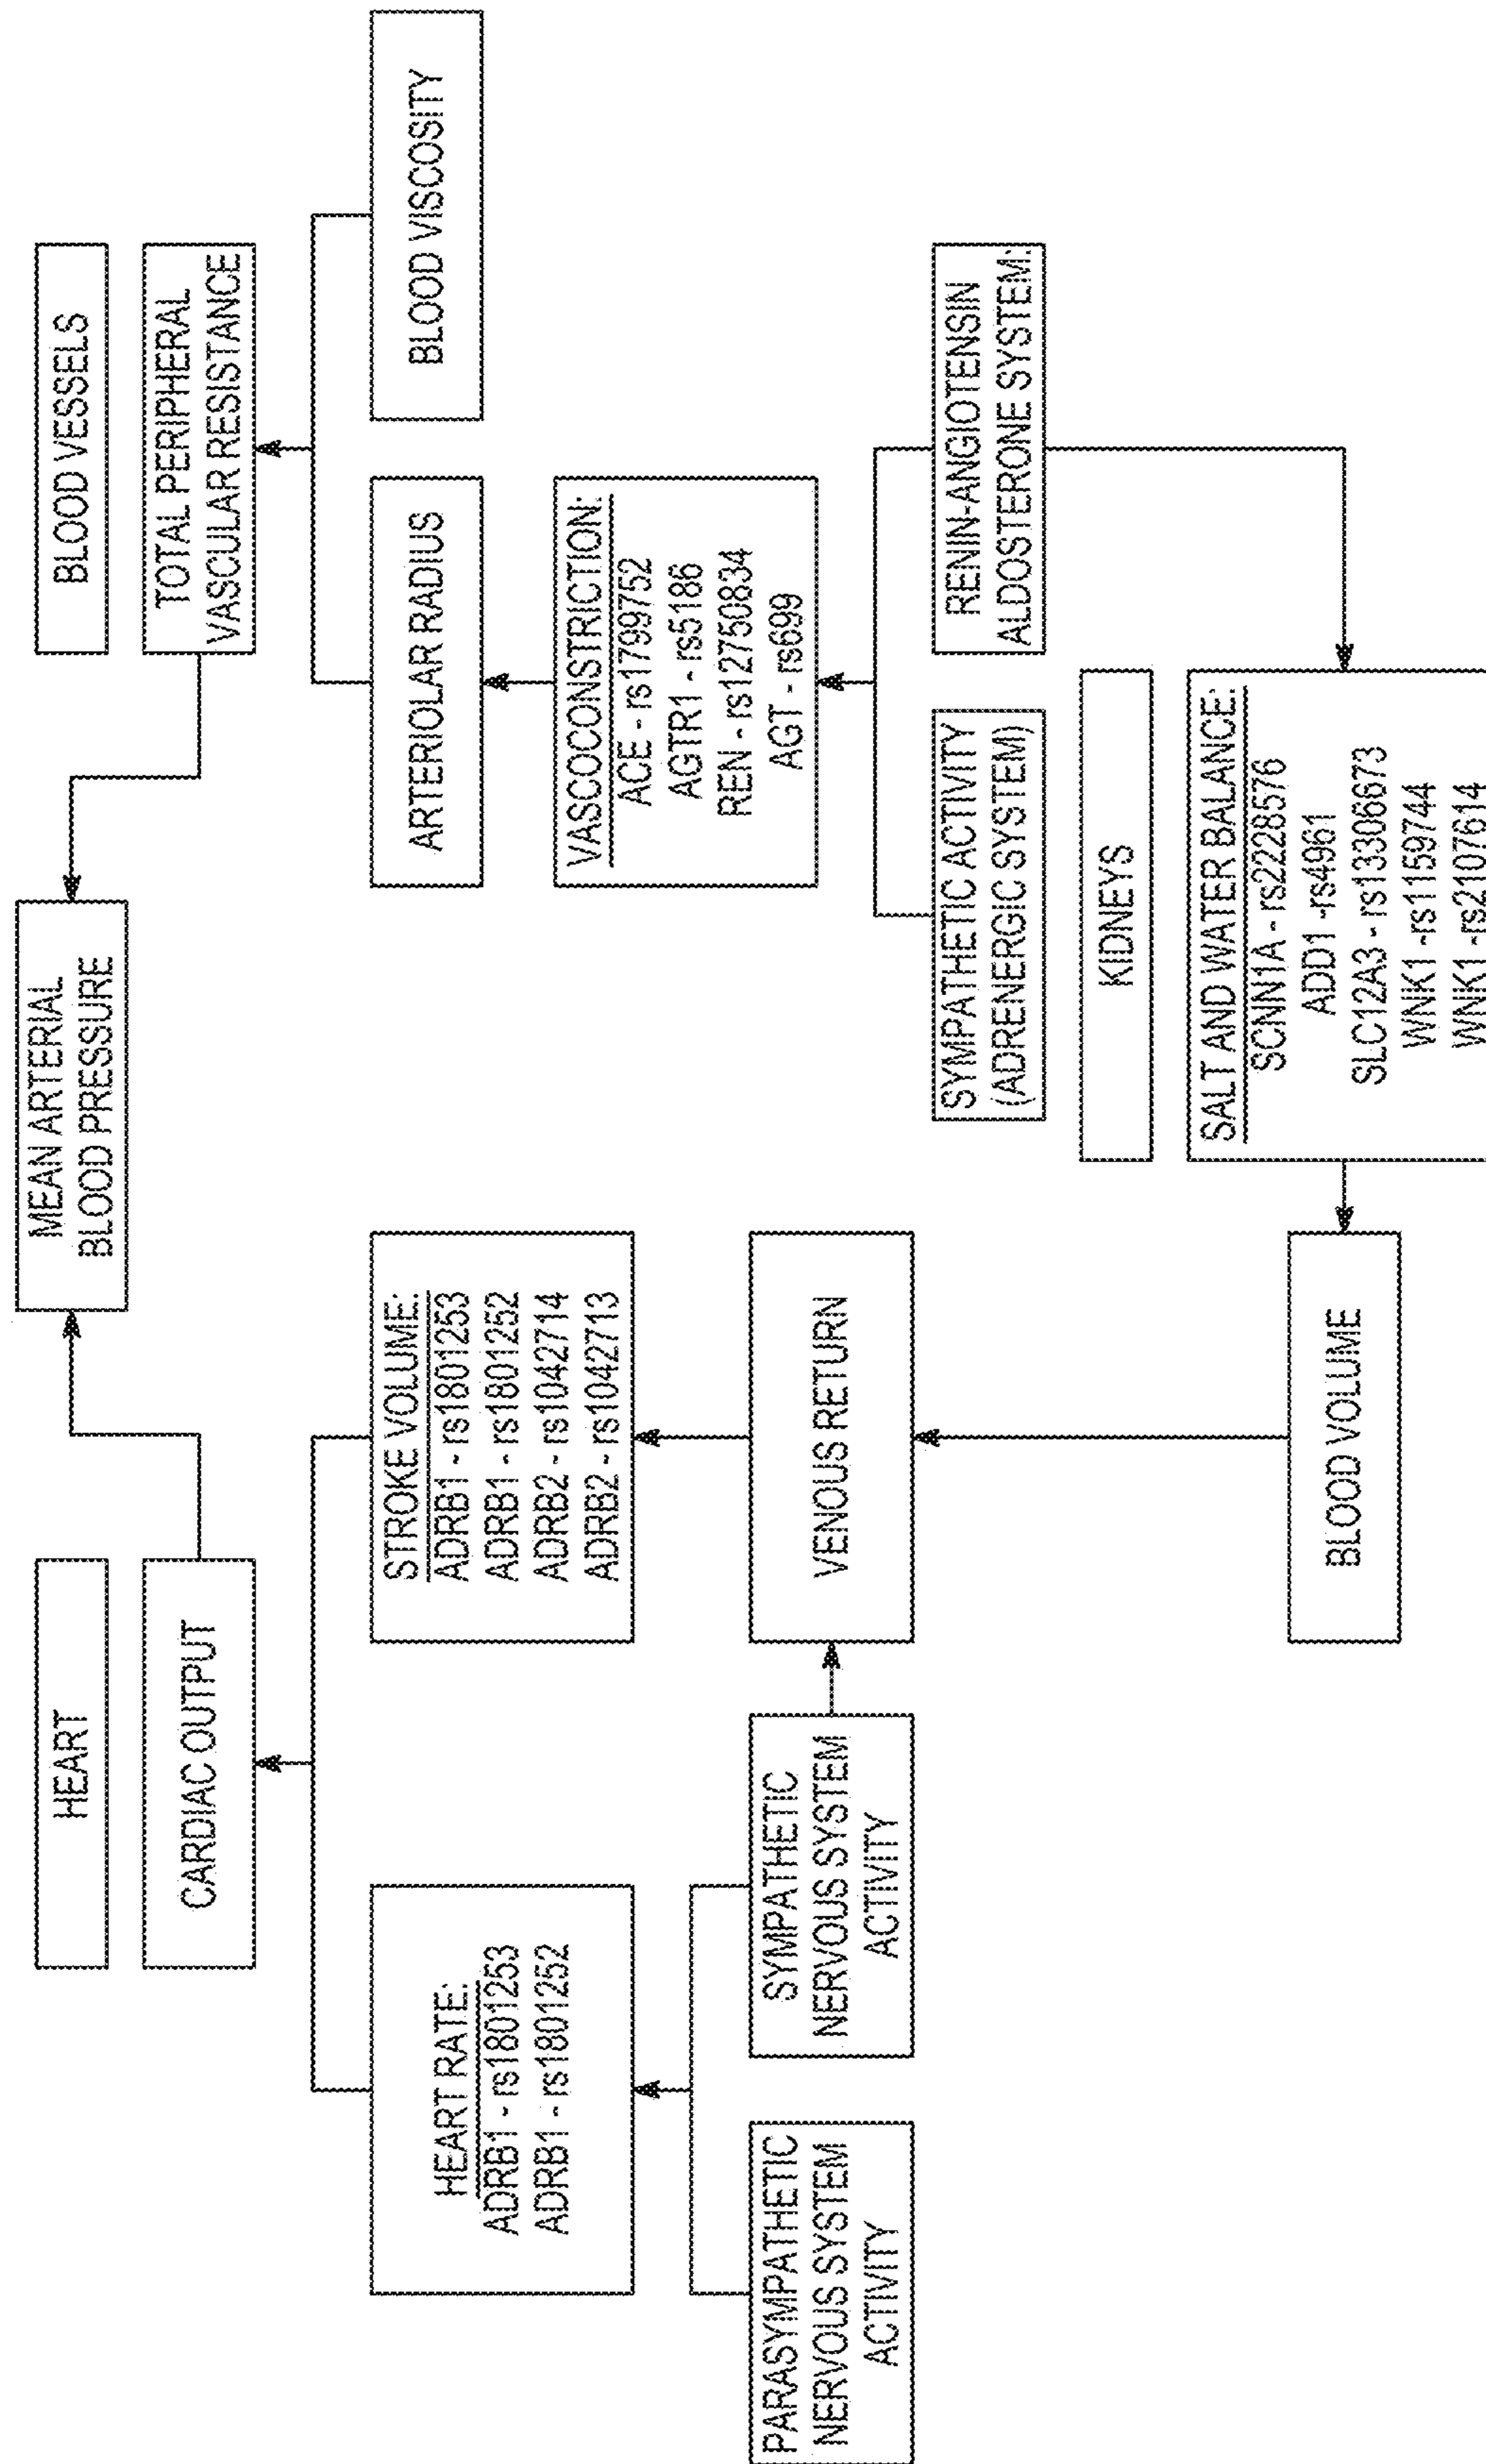 MEAN ARTERIAL
BLOOD PRESSURE
HEART
BLOOD VESSELS
CARDIAC OUTPUT
TOTAL PERIPHERAL
VASCULAR RESISTANCE
HEART RATE:
ADRB1 - rs1801253
ADRB1 - rs1801252
STROKE VOLUME:
ADRB1 - rs1801253
ADRB1 - rs1801252
ADRB2 - rs1042714
ADRB2 - rs1042713
ARTERIOLAR RADIUS
BLOOD VISCOSITY
VASOCONSTRICTION:
ACE - rs1799752
AGTR1 - rs5186
REN - rs12750834
AGT - rs699
PARASYMPATHETIC
NERVOUS SYSTEM
ACTIVITY
SYMPATHETIC
NERVOUS SYSTEM
ACTIVITY
VENOUS RETURN
SYMPATHETIC ACTIVITY
(ADRENERGIC SYSTEM)
RENIN-ANGIOTENSIN
ALDOSTERONE SYSTEM:
KIDNEYS
BLOOD VOLUME
SALT AND WATER BALANCE:
SCNN1A - rs2228576
ADD1 -rs4961
SLC12A3 - rs13306673
WNK1 -rs1159744
WNK1 -rs2107614